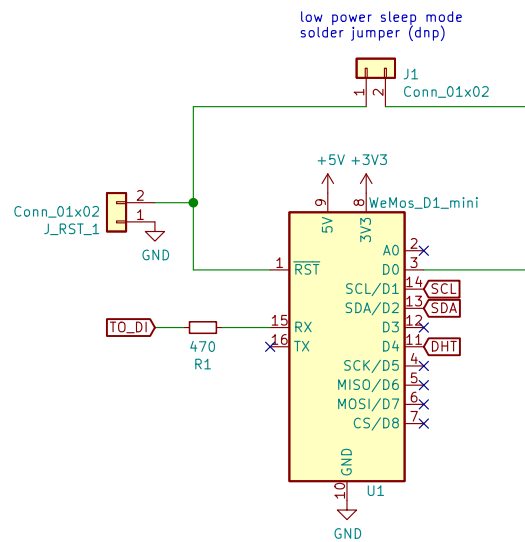 low power sleep mode
solder jumper (dnp)
J1
1 2
Conn_01x02
+5V +3V3
9 8
WeMos_D1_mini
5V 3V3
2
Conn_01x02
1
J_RST_1
GND
A0 2
1 RST
D0 3
SCL/D1 14 SCL
SDA/D2 13 SDA
TO_DI
15 RX
D3 12
470
16 TX
D4 11 DHT
R1
SCK/D5 4
MISO/D6 5
MOSI/D7 6
CS/D8 7
GND
10
U1
GND